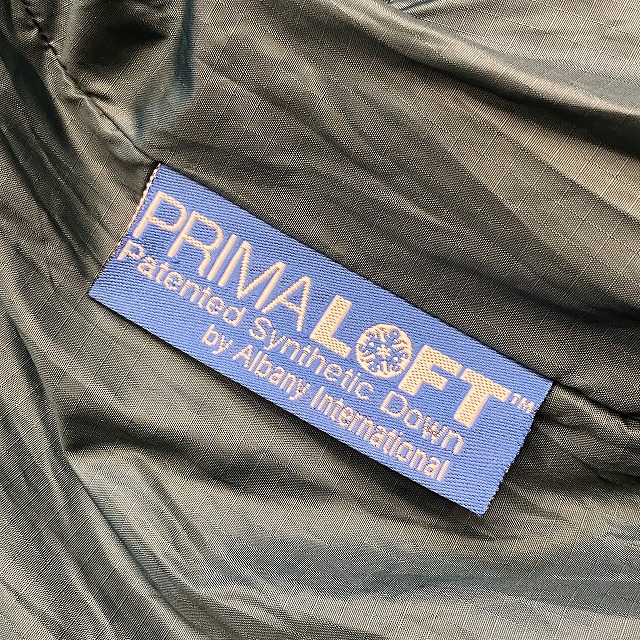 PRIMALOFT™
Patented Synthetic Down
by Albany International